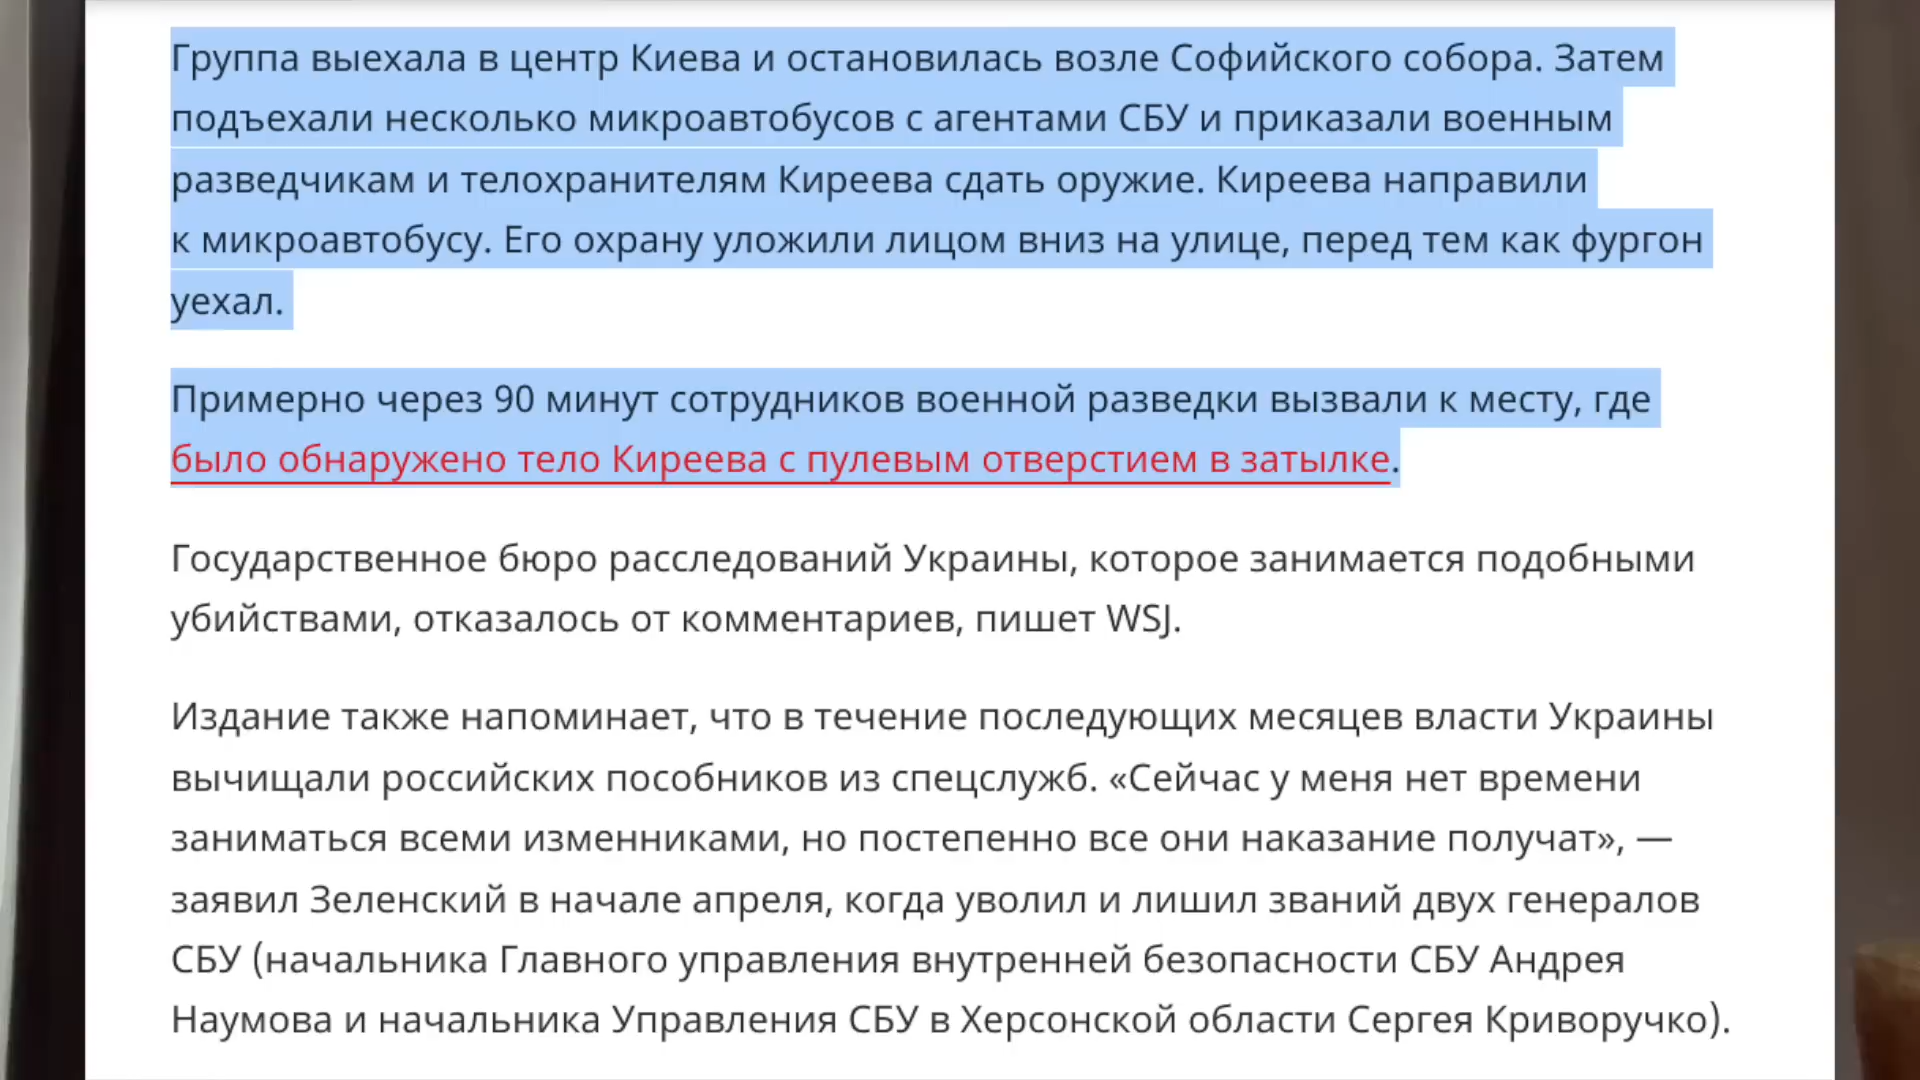 Группа выехала в центр Киева и остановилась возле Софийского собора. Затем
подъехали несколько микроавтобусов с агентами СБУ и приказали военным
разведчикам и телохранителям Киреева сдать оружие. Киреева направили
к микроавтобусу. Его охрану уложили лицом вниз на улице, перед тем как фургон
уехал.
Примерно через 90 минут сотрудников военной разведки вызвали к месту, где
было обнаружено тело Киреева с пулевым отверстием в затылке.
Государственное бюро расследований Украины, которое занимается подобными
убийствами, отказалось от комментариев, пишет WSJ.
Издание также напоминает, что в течение последующих месяцев власти Украины
вычищали российских пособников из спецслужб. «Сейчас у меня нет времени
заниматься всеми изменниками, но постепенно все они наказание получат», —
заявил Зеленский в начале апреля, когда уволил и лишил званий двух генералов
СБУ (начальника Главного управления внутренней безопасности СБУ Андрея
Наумова и начальника Управления СБУ в Херсонской области Сергея Криворучко).